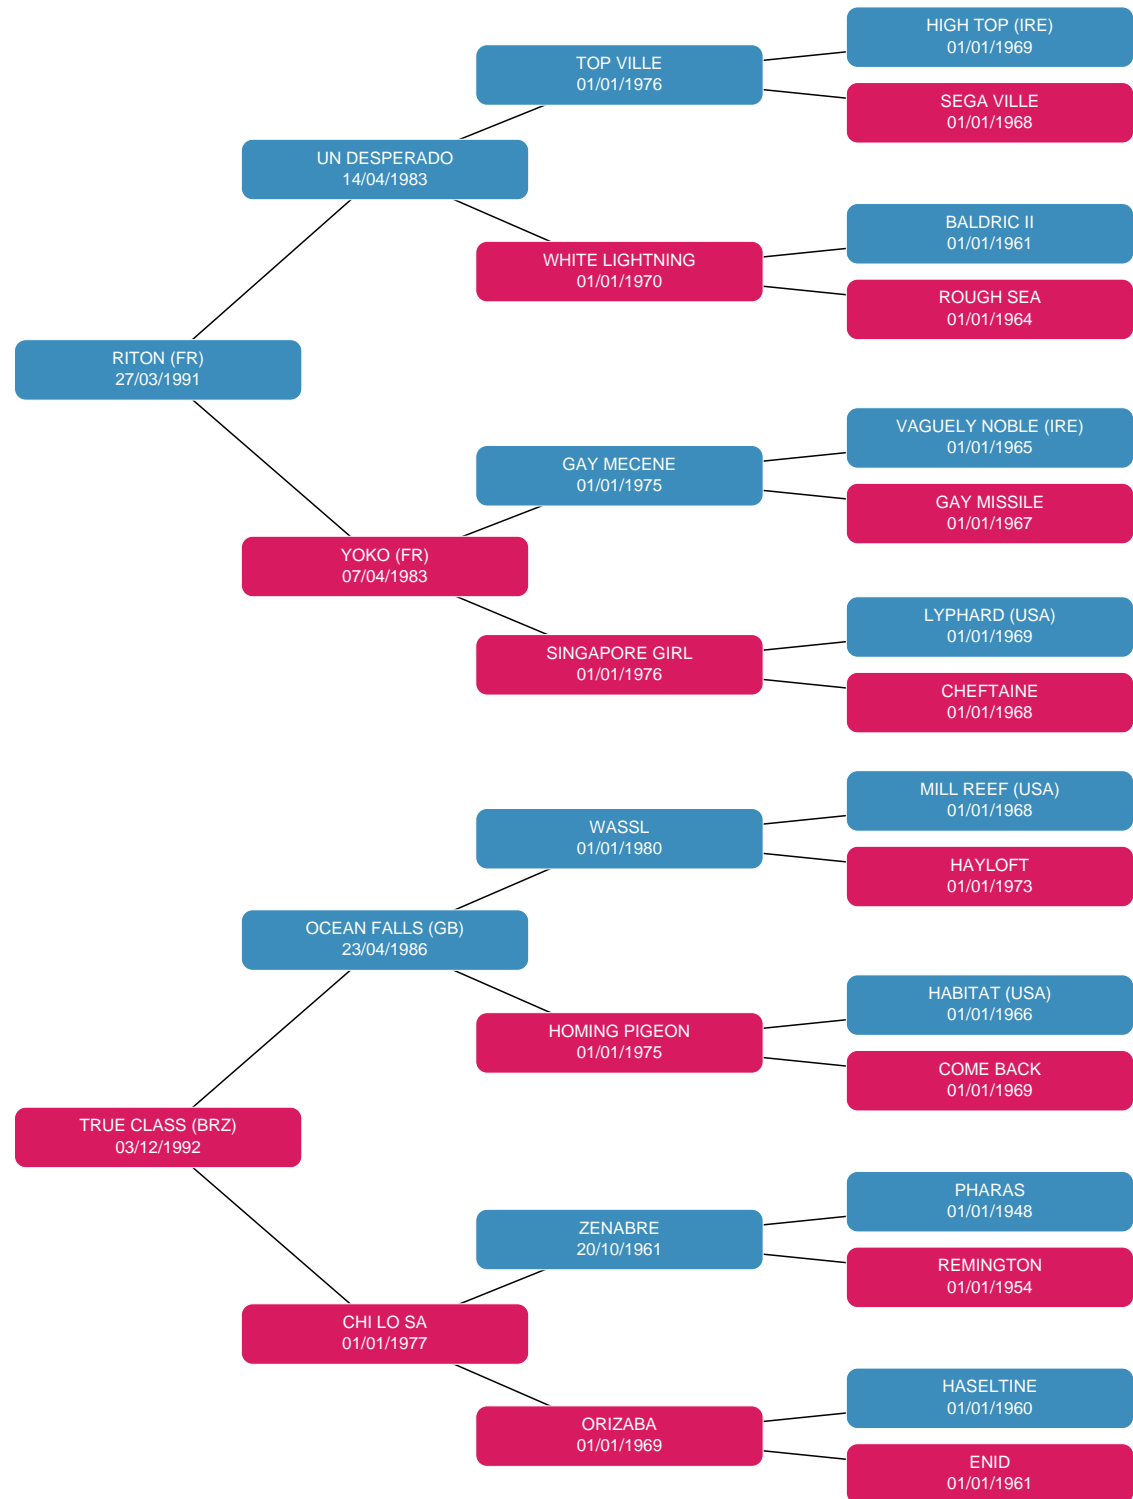 HIGH TOP (IRE)
01/01/1969
TOP VILLE
01/01/1976
SEGA VILLE
01/01/1968
UN DESPERADO
14/04/1983
BALDRIC II
01/01/1961
WHITE LIGHTNING
01/01/1970
ROUGH SEA
01/01/1964
RITON (FR)
27/03/1991
VAGUELY NOBLE (IRE)
01/01/1965
GAY MECENE
01/01/1975
GAY MISSILE
01/01/1967
YOKO (FR)
07/04/1983
LYPHARD (USA)
01/01/1969
SINGAPORE GIRL
01/01/1976
CHEFTAINE
01/01/1968
MILL REEF (USA)
01/01/1968
WASSL
01/01/1980
HAYLOFT
01/01/1973
OCEAN FALLS (GB)
23/04/1986
HABITAT (USA)
01/01/1966
HOMING PIGEON
01/01/1975
COME BACK
01/01/1969
TRUE CLASS (BRZ)
03/12/1992
PHARAS
01/01/1948
ZENABRE
20/10/1961
REMINGTON
01/01/1954
CHI LO SA
01/01/1977
HASELTINE
01/01/1960
ORIZABA
01/01/1969
ENID
01/01/1961